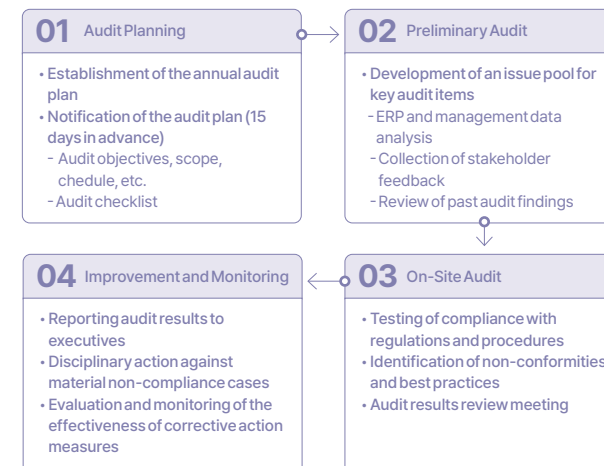 01 Audit Planning
• Establishment of the annual audit
plan
• Notification of the audit plan (15
days in advance)
- Audit objectives, scope,
chedule, etc.
- Audit checklist
02 Preliminary Audit
• Development of an issue pool for
key audit items
- ERP and management data
analysis
- Collection of stakeholder
feedback
- Review of past audit findings
03 On-Site Audit
• Testing of compliance with
regulations and procedures
• Identification of non-conformities
and best practices
• Audit results review meeting
04 Improvement and Monitoring
• Reporting audit results to
executives
• Disciplinary action against
material non-compliance cases
• Evaluation and monitoring of the
effectiveness of corrective action
measures